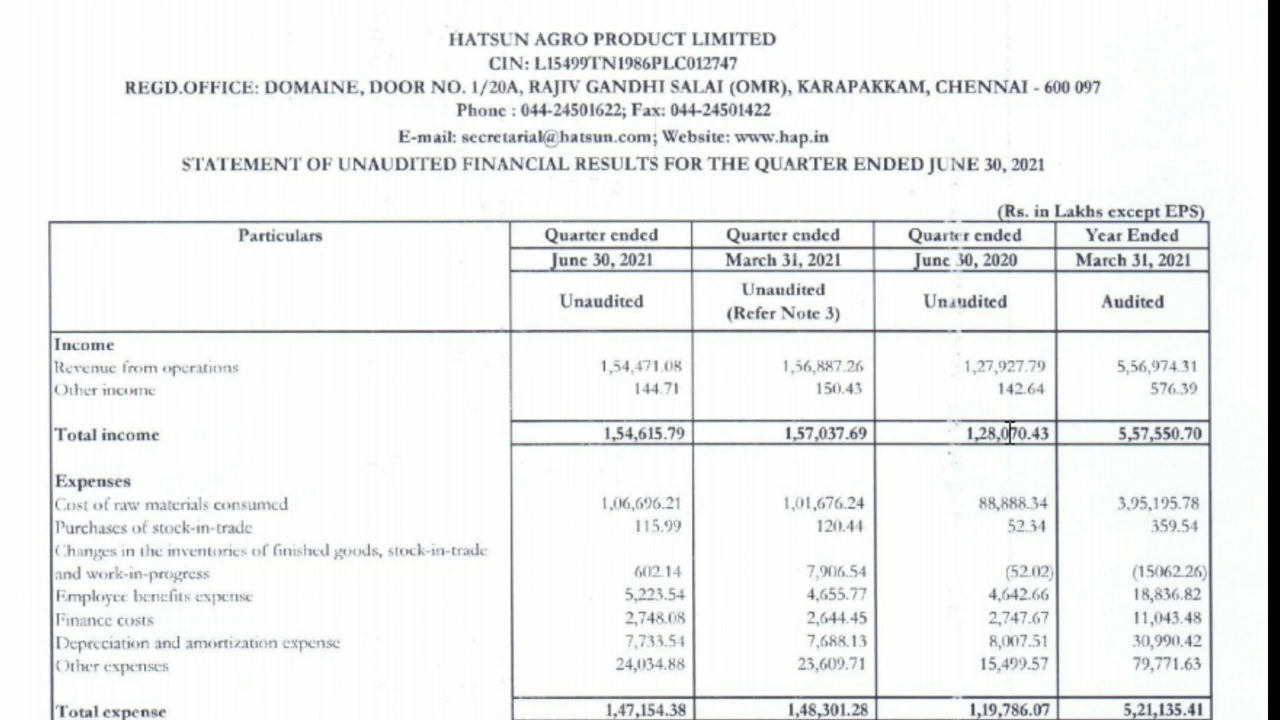 HATSUN AGRO PRODUCT LIMITED
CIN: L15499TN1986PLC012747
REGD.OFFICE: DOMAINE, DOOR NO. 1/20A, RAJIV GANDHI SALAI (OMR), KARAPAKKAM, CHENNAI - 600 097
Phone : 044-24501622; Fax: 044-24501422
E-mail: secretarial@hatsun.com; Website: www.hap.in
STATEMENT OF UNAUDITED FINANCIAL RESULTS FOR THE QUARTER ENDED JUNE 30, 2021
(Rs. in Lakhs except EPS)
Particulars Quarter ended Quarter ended Quarter ended Year Ended
June 30, 2021 March 31, 2021 June 30, 2020 March 31, 2021
Unaudited Unaudited (Refer Note 3) Unaudited Audited
Income
Revenue from operations 1,54,471.08 1,56,887.26 1,27,927.79 5,56,974.31
Other income 144.71 150.43 142.64 576.39
Total income 1,54,615.79 1,57,037.69 1,28,070.43 5,57,550.70
Expenses
Cost of raw materials consumed 1,06,696.21 1,01,676.24 88,888.34 3,95,195.78
Purchases of stock-in-trade 115.99 120.44 52.34 359.54
Changes in the inventories of finished goods, stock-in-trade
and work-in-progress 602.14 7,906.54 (52.02) (15062.26)
Employee benefits expense 5,223.54 4,655.77 4,642.66 18,836.82
Finance costs 2,748.08 2,644.45 2,747.67 11,043.48
Depreciation and amortization expense 7,733.54 7,688.13 8,007.51 30,990.42
Other expenses 24,034.88 23,609.71 15,499.57 79,771.63
Total expense 1,47,154.38 1,48,301.28 1,19,786.07 5,21,135.41